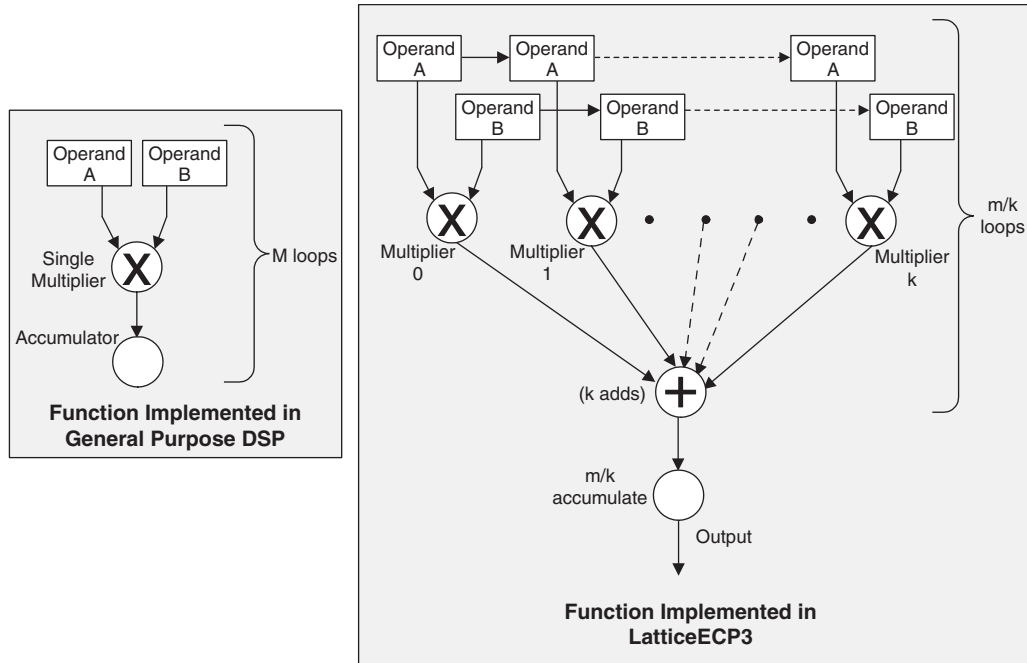 Operand
A
Operand
B
Single
Multiplier
X
M loops
Accumulator
Function Implemented in
General Purpose DSP
Operand
A
Operand
A
Operand
A
Operand
B
Operand
B
Operand
B
m/k
loops
X
X
X
Multiplier
0
Multiplier
1
Multiplier
k
(k adds)
+
m/k
accumulate
Output
Function Implemented in
LatticeECP3